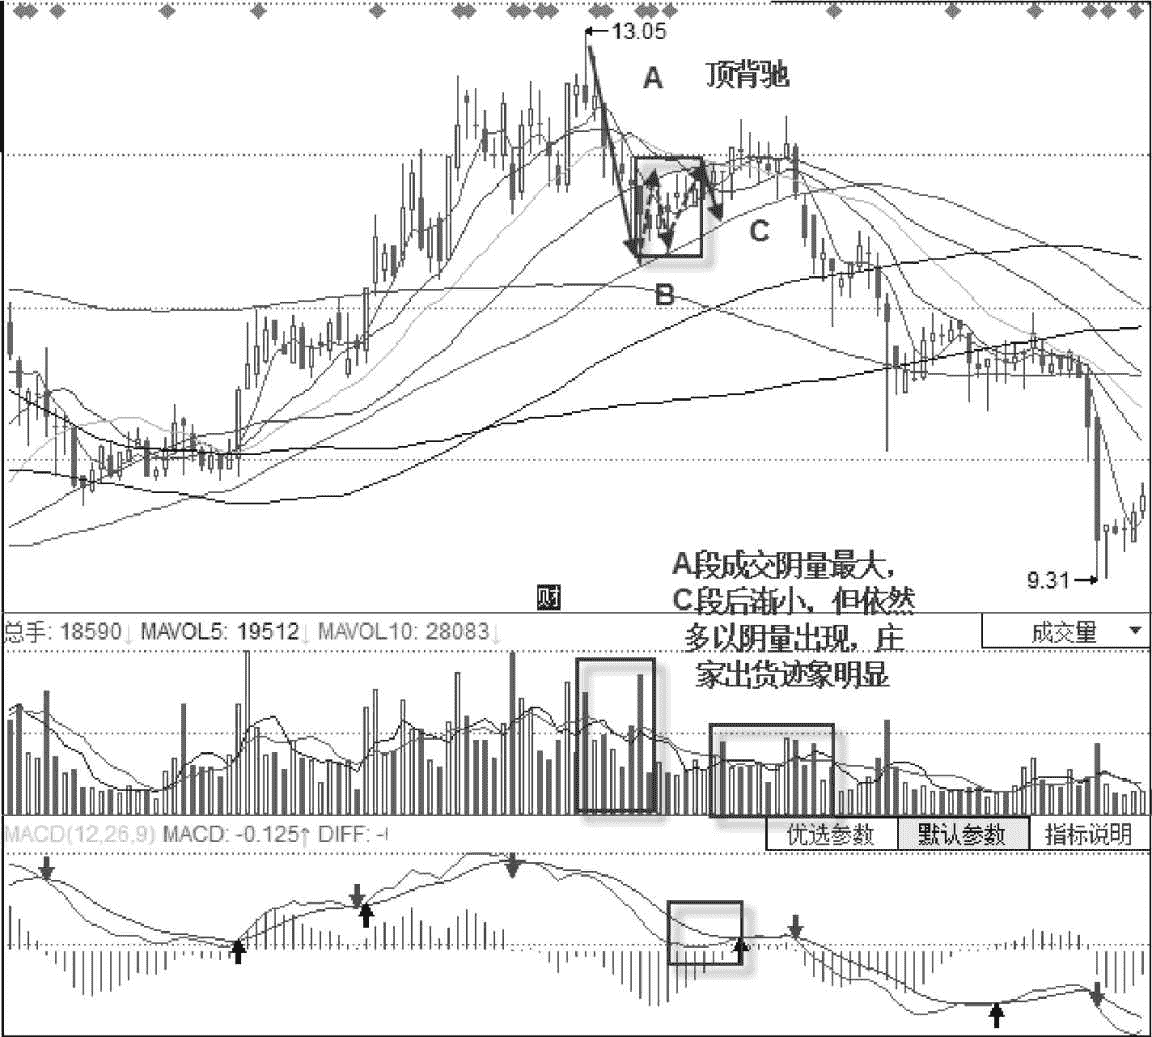 13.05
A
顶背驰
C
B
A段成交阴量最大，
C段后渐小，但依然
多以阴量出现，庄
家出货迹象明显
9.31
财
总手: 18590↓ MAVOL5: 19512↓ MAVOL10: 28083↓
成交量
MACD(12,26,9) MACD: -0.125↑ DIFF: -
优选参数 默认参数 指标说明